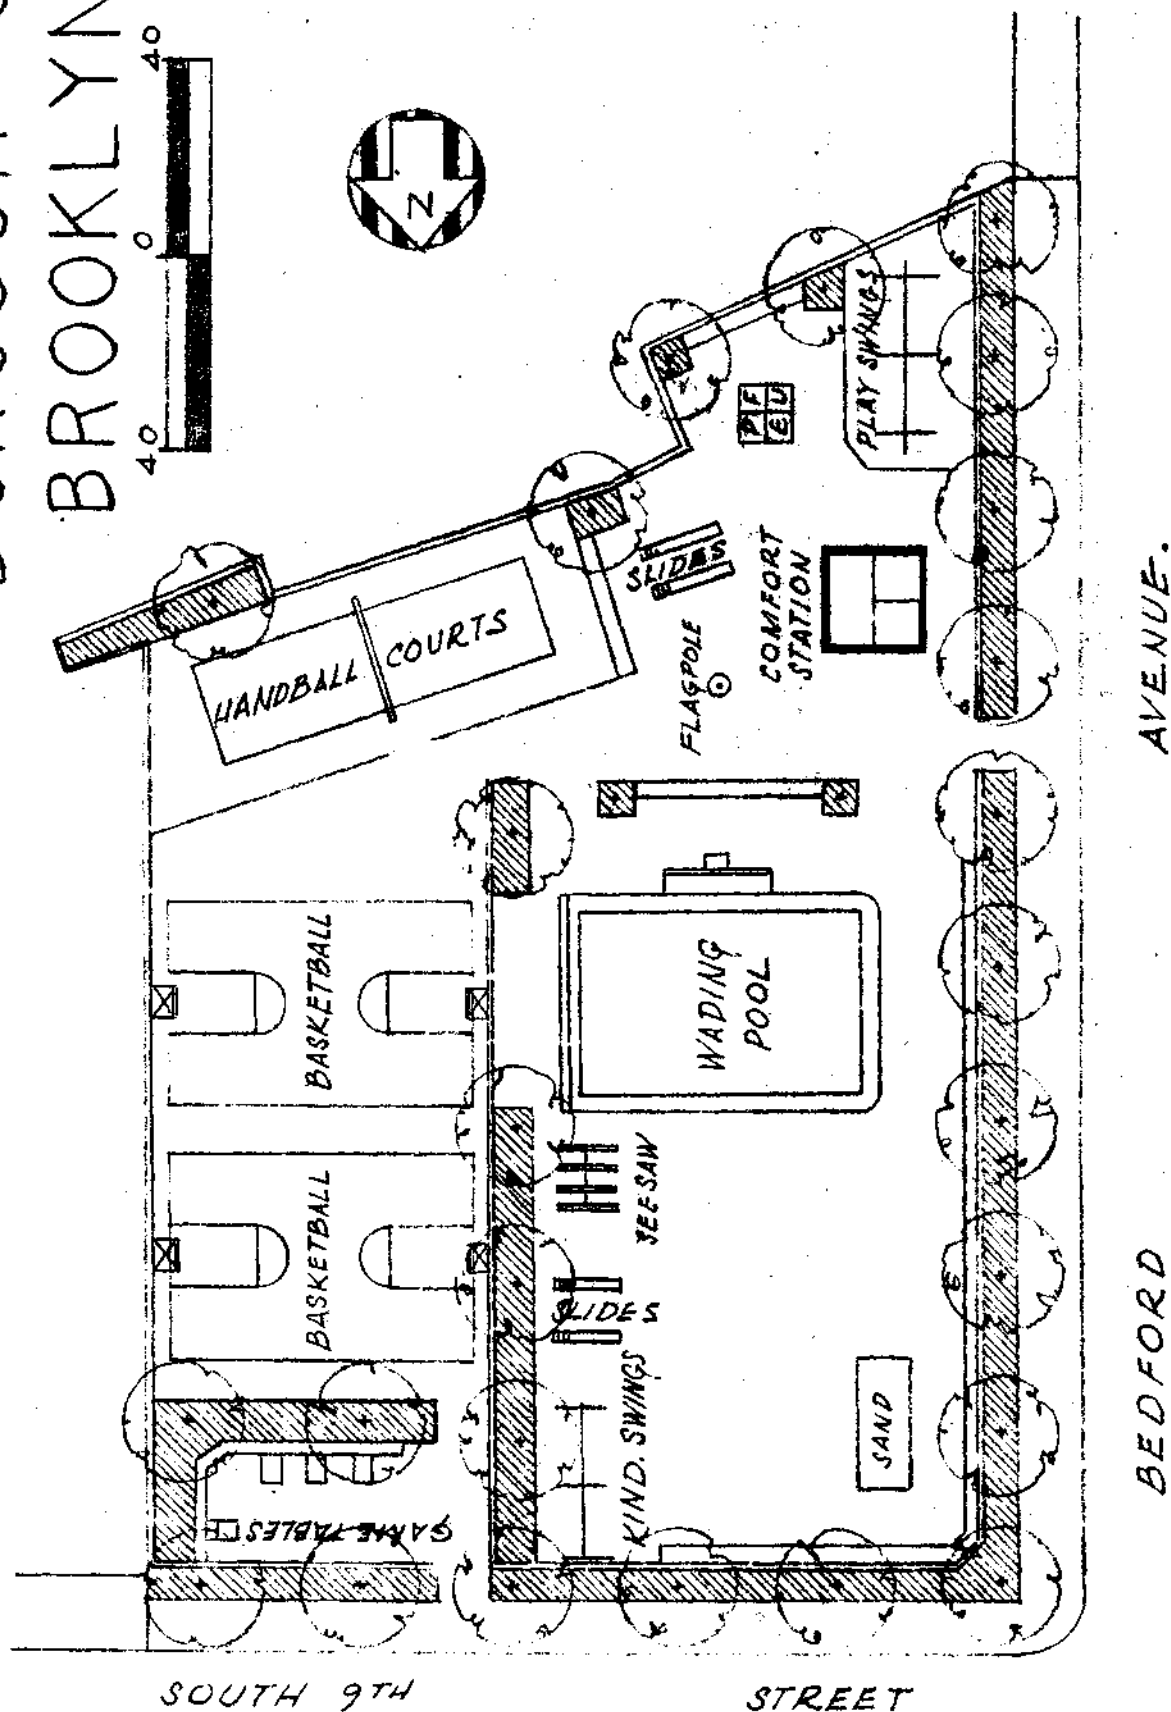 BROOKLYN
40 0 40
N
HANDBALL COURTS
SLIDES
P F
E U
PLAY SWINGS
COMFORT
STATION
FLAGPOLE
BASKETBALL
BASKETBALL
WADING
POOL
SEESAW
SLIDES
KIND. SWINGS
SAND
GAME TABLES
SOUTH 9TH STREET
BEDFORD AVENUE.